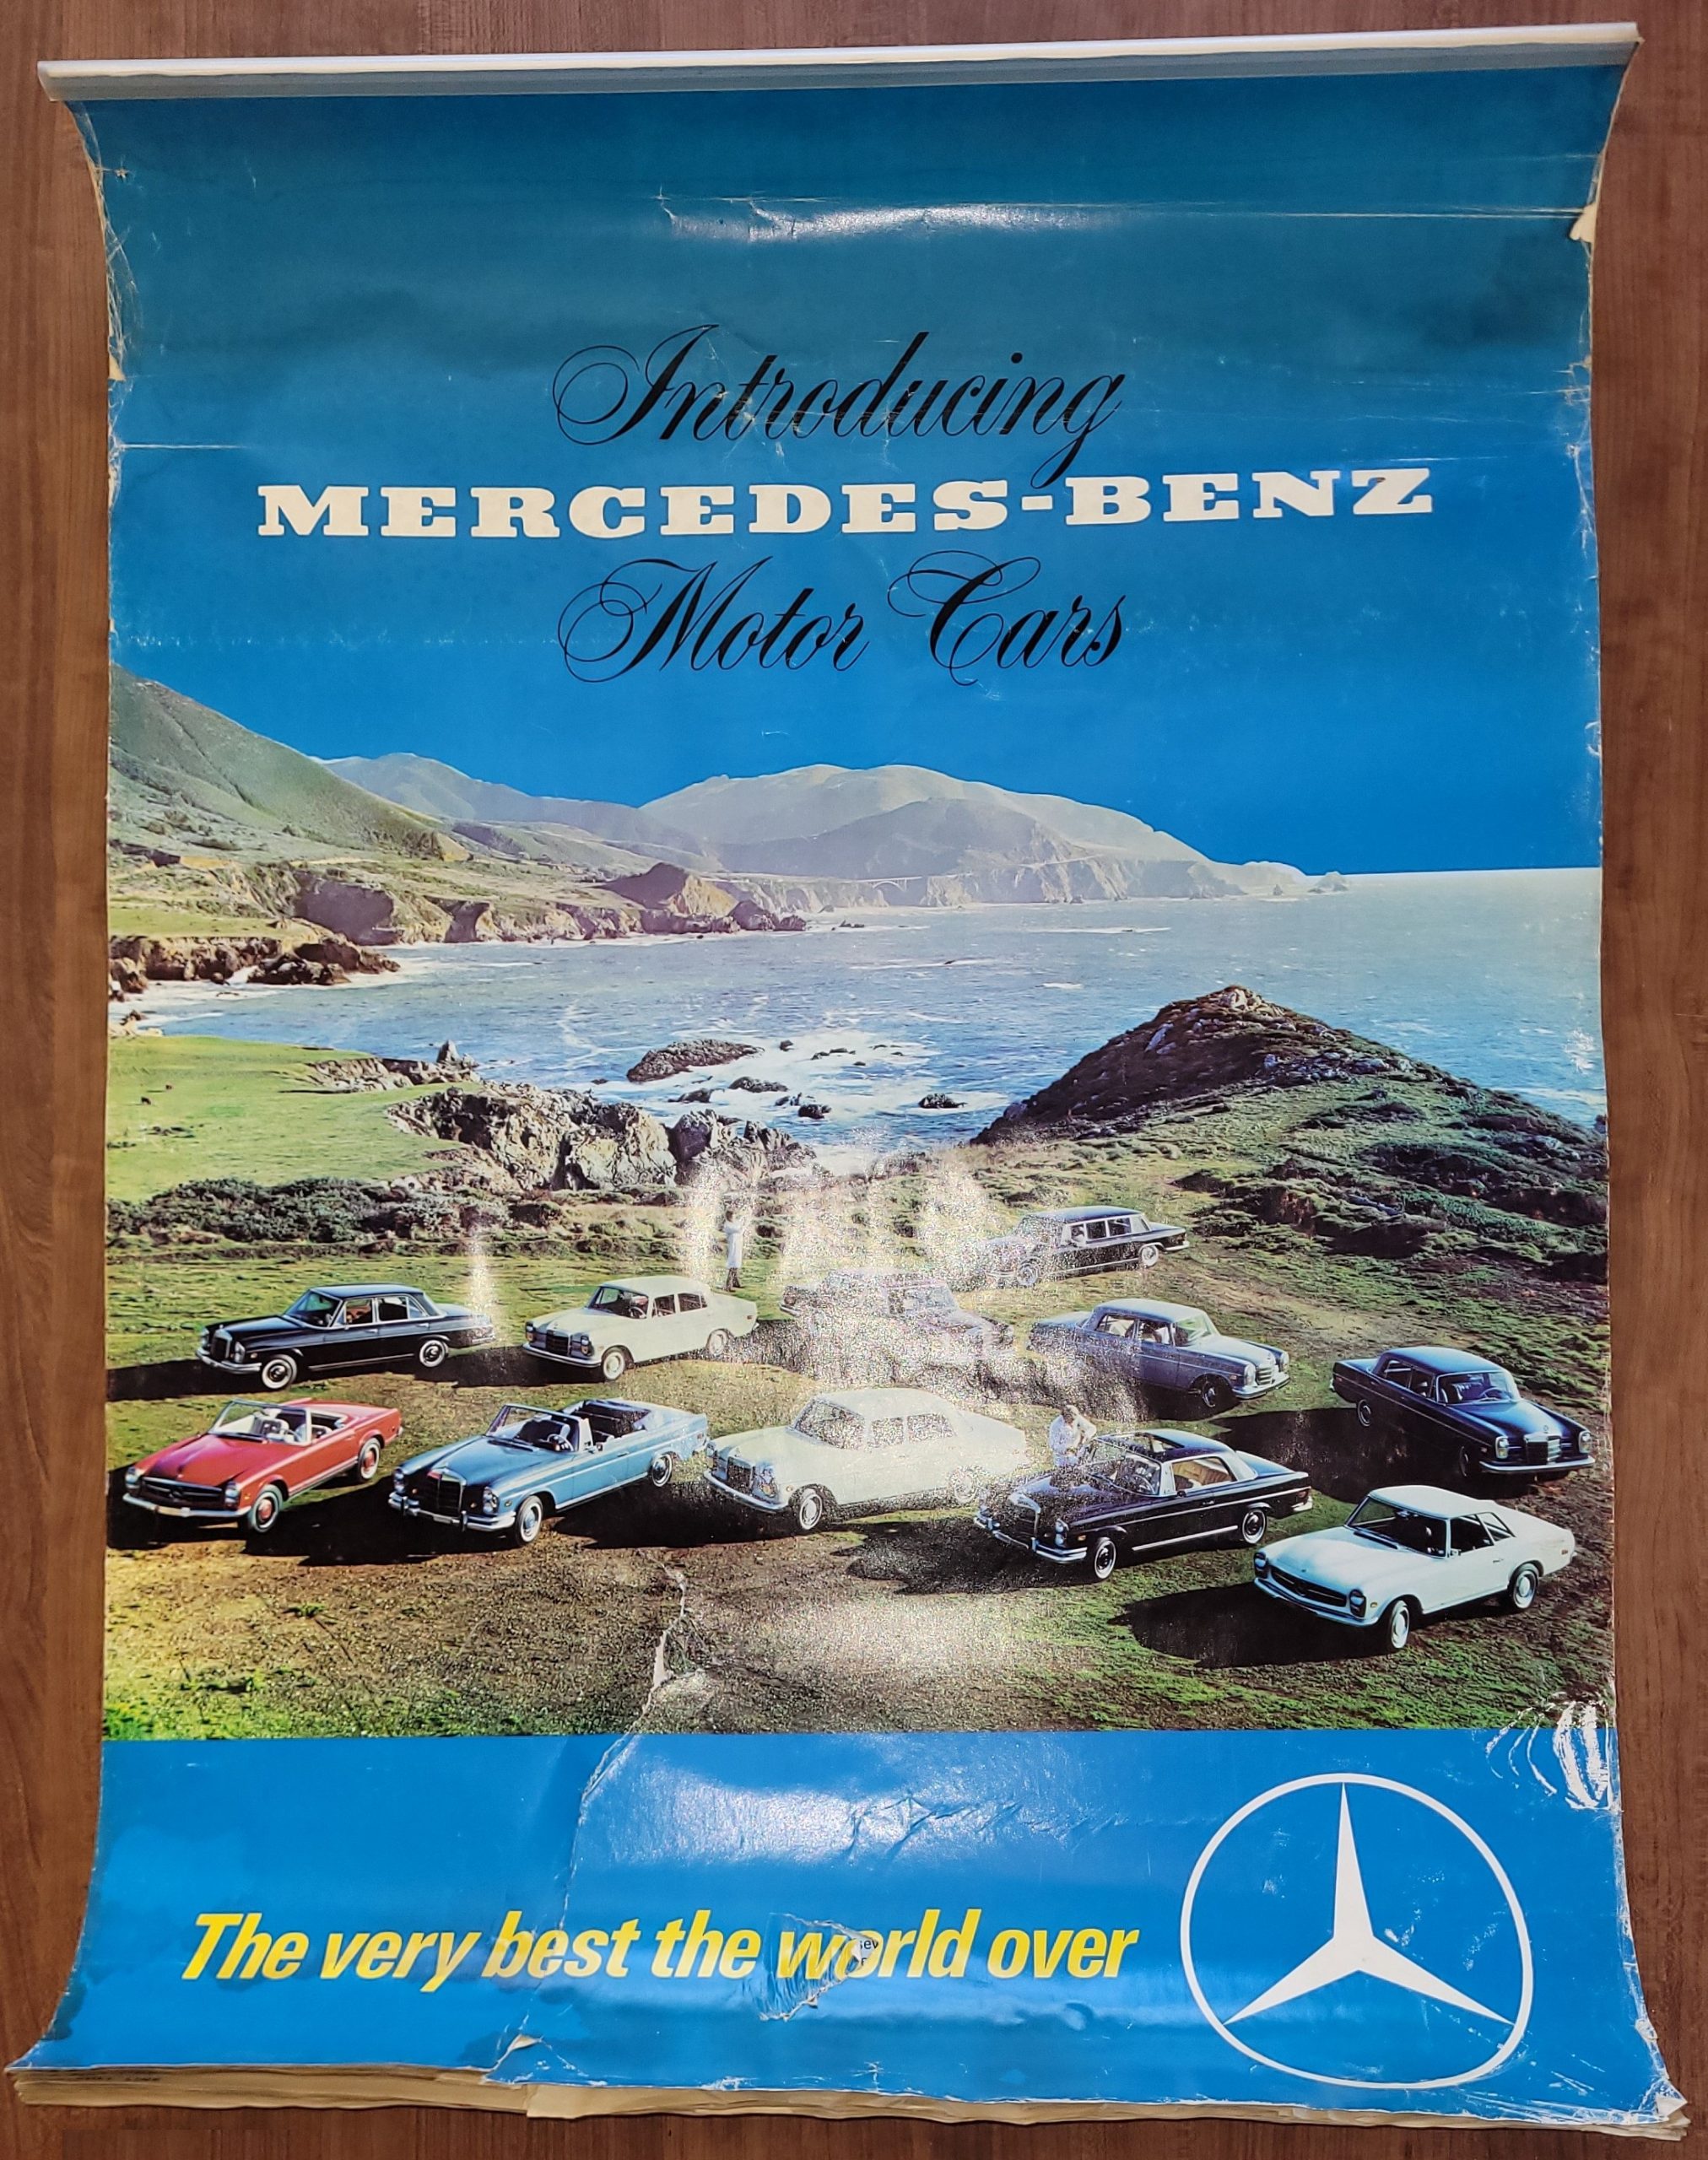 Introducing
MERCEDES-BENZ
Motor Cars
The very best the world over